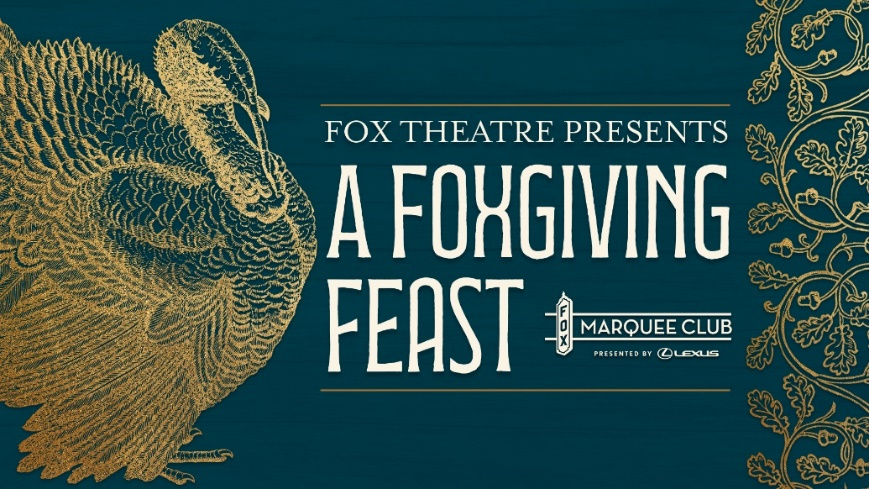 FOX THEATRE PRESENTS
A FOXGIVING
FEAST
FOX
MARQUEE CLUB
PRESENTED BY LEXUS